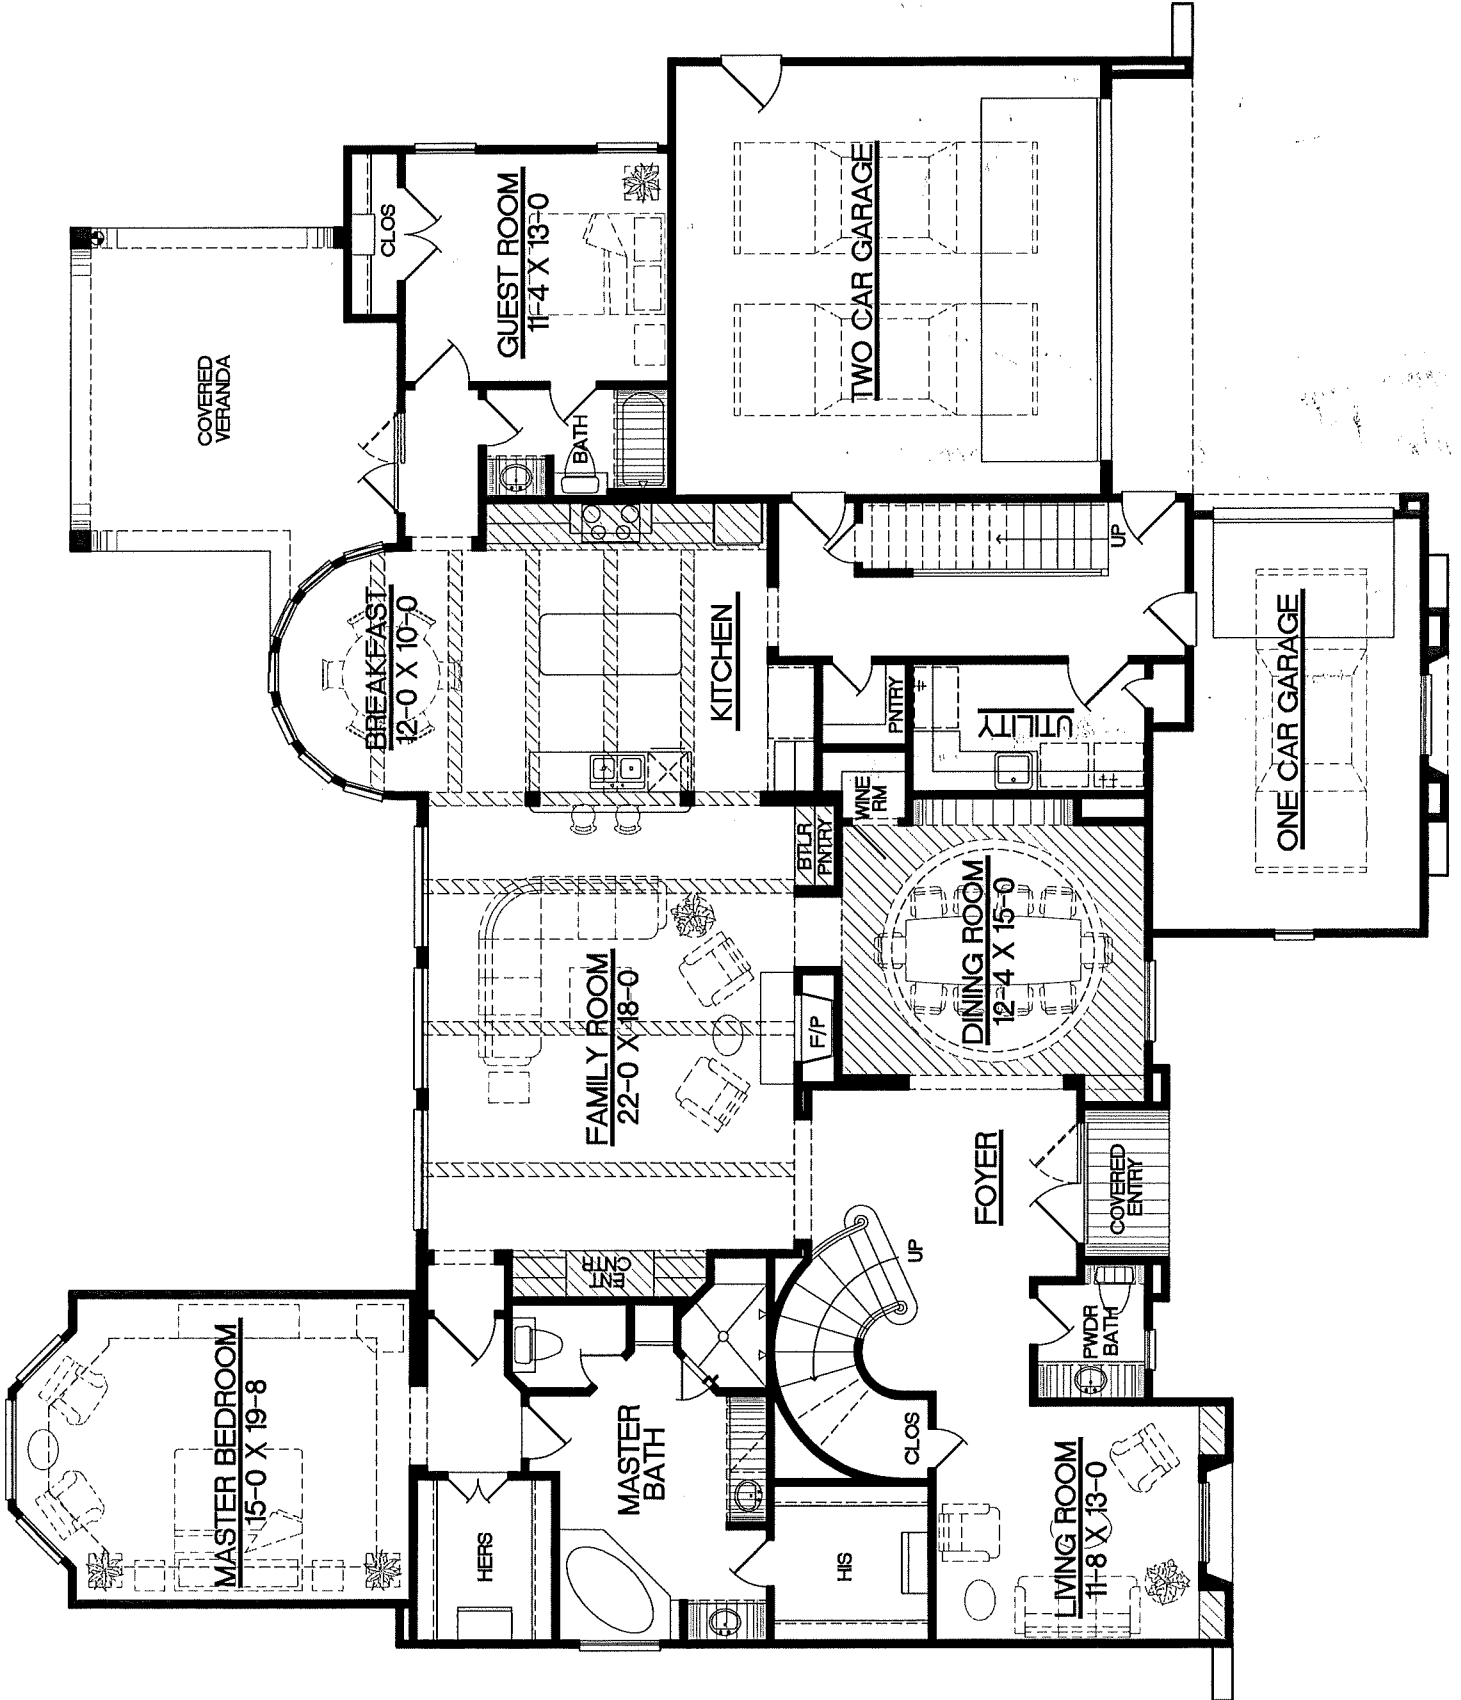 TWO CAR GARAGE
GUEST ROOM
11-4 X 13-0
CLOS
COVERED
VERANDA
BATH
UP
BREAKFAST
12-0 X 10-0
KITCHEN
PNTRY
UTILITY
ONE CAR GARAGE
WINE
RM
BTLR
PNTRY
FAMILY ROOM
22-0 X 18-0
F/P
DINING ROOM
12-4 X 15-0
FOYER
COVERED
ENTRY
UP
ENT
CNTR
PWDR
BATH
MASTER BEDROOM
15-0 X 19-8
MASTER
BATH
CLOS
HERS
HIS
LIVING ROOM
11-8 X 13-0